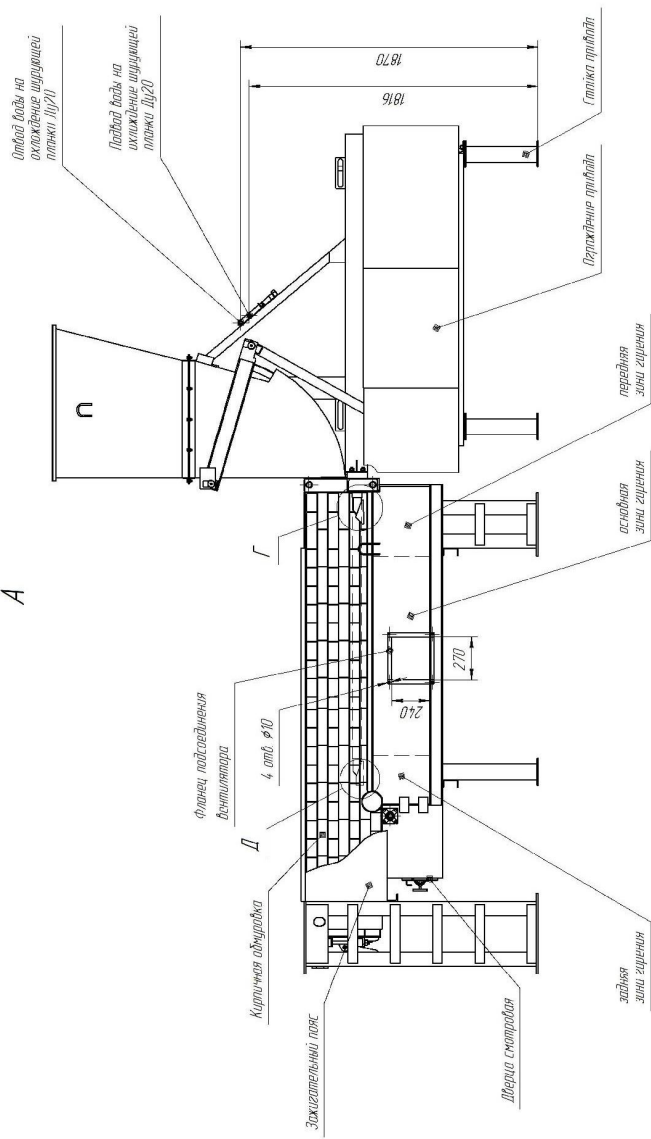 А
Отвод воды на
охлаждение шурующей
планки Ду20
Подвод воды на
охлаждение шурующей
планки Ду20
1870
1816
Стойка привода
Ограждение привода
передняя
зона горения
основная
зона горения
Г
фланец подсоединения
вентилятора
4 отв. ϕ10
270
240
Д
Кирпичная обмуровка
Зажигательный пояс
Дверца смотровая
задняя
зона горения